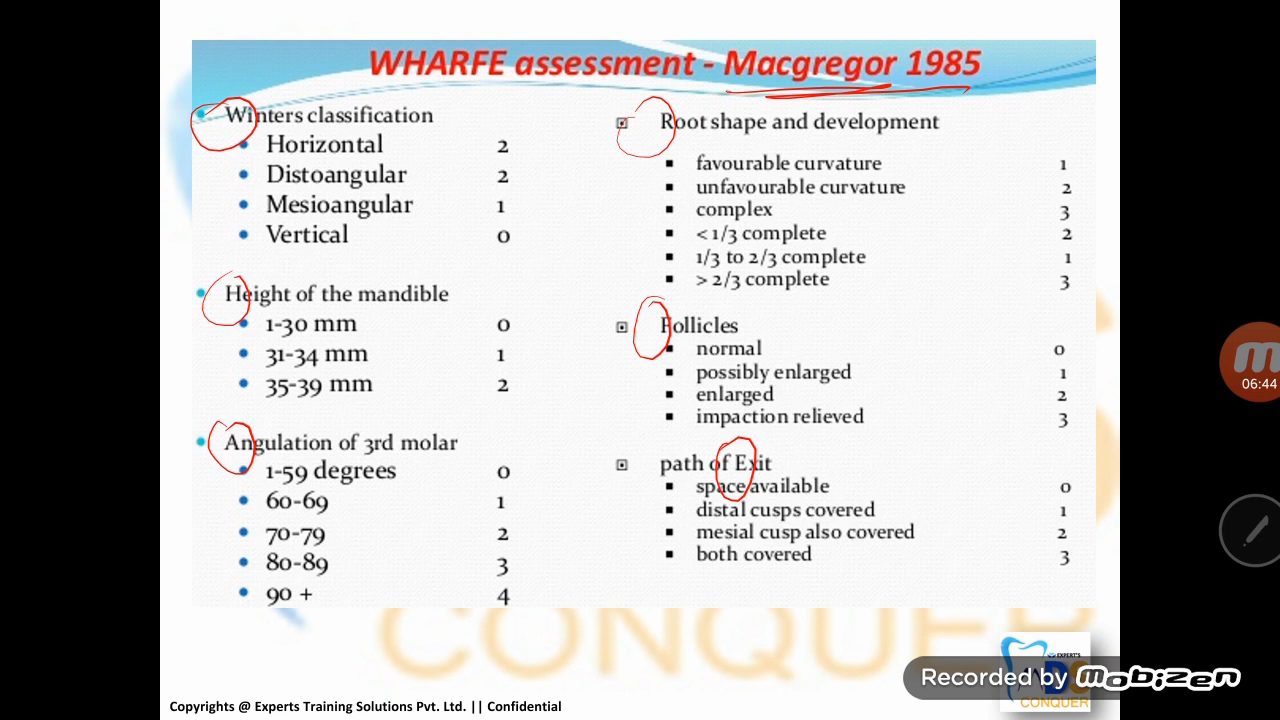 WHARFE assessment - Macgregor 1985
Winters classification
Horizontal 2
Distoangular 2
Mesioangular 1
Vertical 0
Height of the mandible
1-30 mm 0
31-34 mm 1
35-39 mm 2
Angulation of 3rd molar
1-59 degrees 0
60-69 1
70-79 2
80-89 3
90 + 4
Root shape and development
favourable curvature 1
unfavourable curvature 2
complex 3
< 1/3 complete 2
1/3 to 2/3 complete 1
> 2/3 complete 3
Follicles
normal 0
possibly enlarged 1
enlarged 2
impaction relieved 3
path of Exit
space available 0
distal cusps covered 1
mesial cusp also covered 2
both covered 3
06:44
CONQUER
EXPERT'S
CONQUER
Recorded by mobizen
Copyrights @ Experts Training Solutions Pvt. Ltd. || Confidential